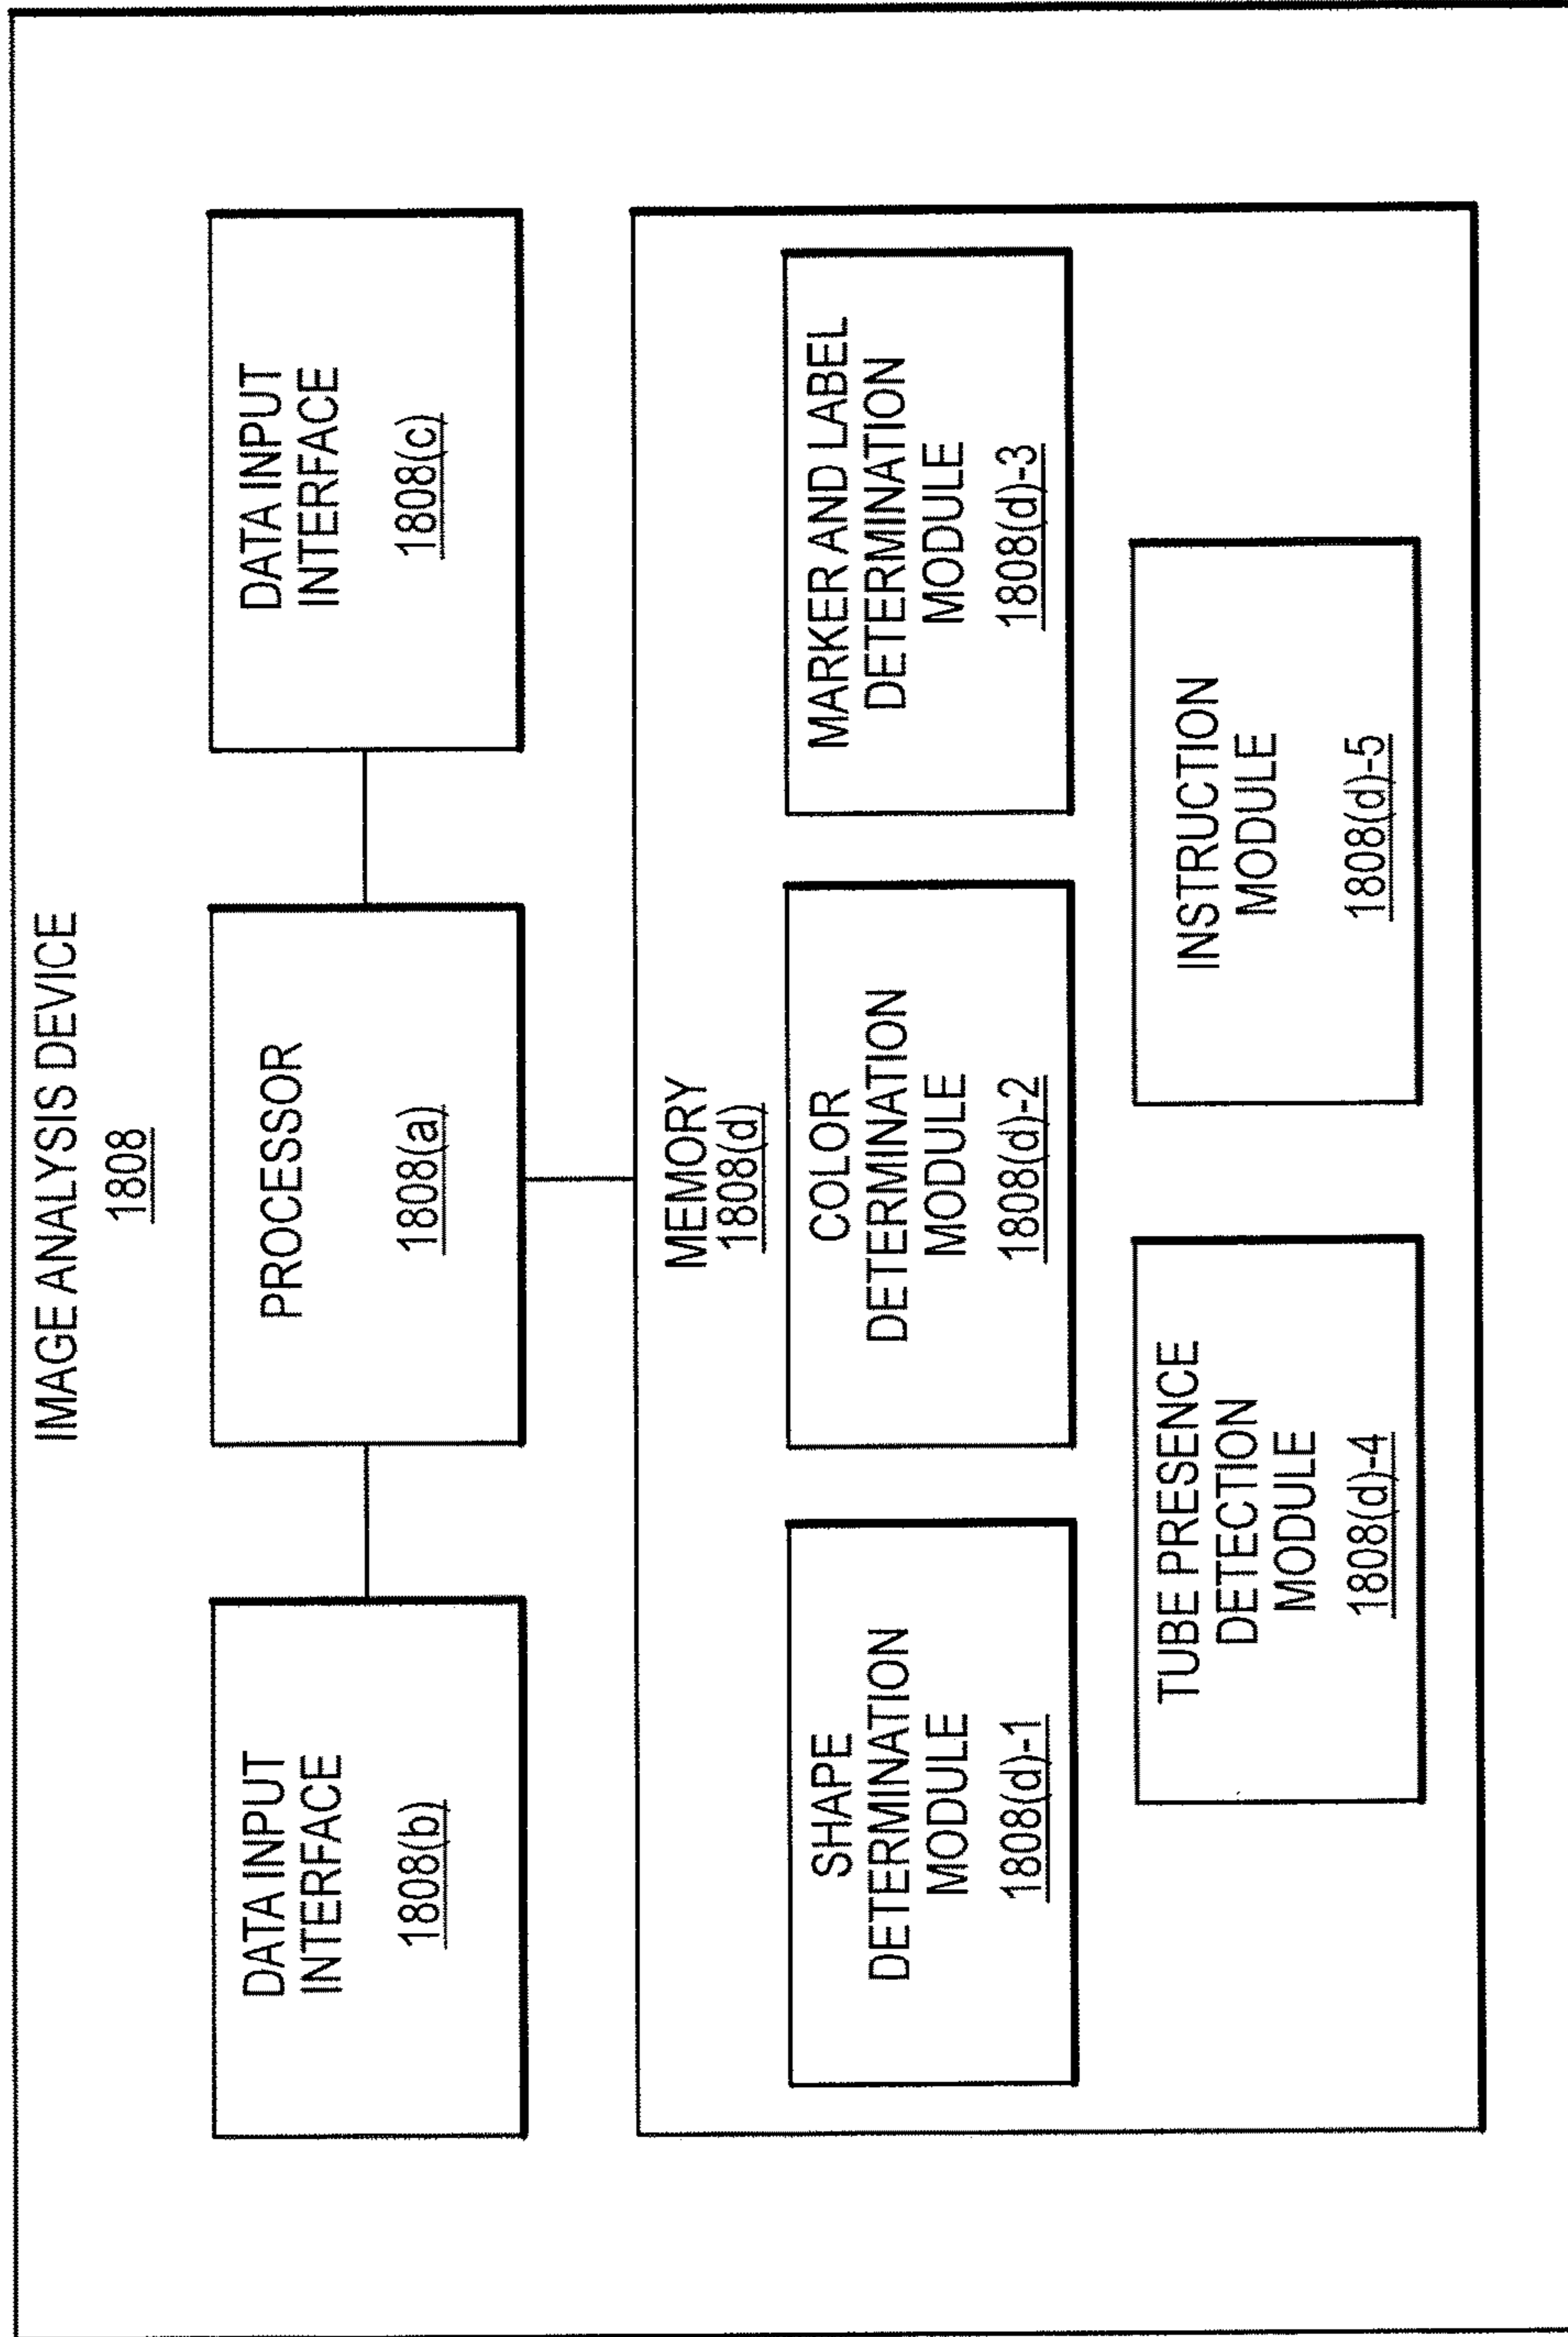 IMAGE ANALYSIS DEVICE
1808
DATA INPUT
INTERFACE
1808(b)
PROCESSOR
1808(a)
DATA INPUT
INTERFACE
1808(c)
MEMORY
1808(d)
SHAPE
DETERMINATION
MODULE
1808(d)-1
COLOR
DETERMINATION
MODULE
1808(d)-2
MARKER AND LABEL
DETERMINATION
MODULE
1808(d)-3
TUBE PRESENCE
DETECTION
MODULE
1808(d)-4
INSTRUCTION
MODULE
1808(d)-5